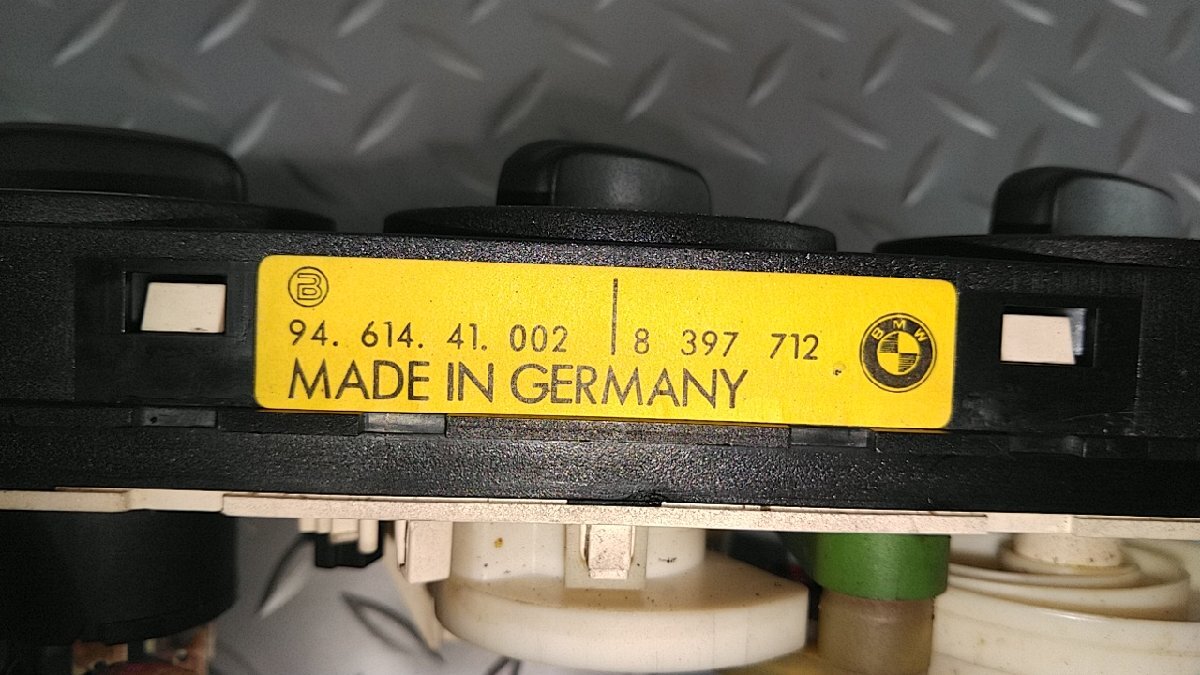 B
94. 614. 41. 002 | 8 397 712
MADE IN GERMANY
BMW